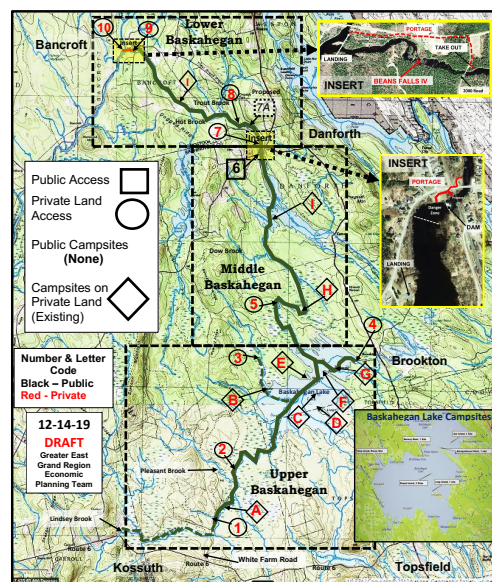 10
9
Lower
Baskahegan
Bancroft
Insert
PORTAGE
TAKE OUT
LANDING
BEANS FALLS IV
INSERT
I
BANCROFT
8
Proposed
7A
Trout Brook
Hot Brook
7
Insert
Danforth
6
Public Access
Private Land
Access
Public Campsites
(None)
Campsites on
Private Land
(Existing)
INSERT
PORTAGE
Danger
Zone
DAM
LANDING
I
Dow Brook
Middle
Baskahegan
H
5
4
3
E
Brookton
G
Baskahegan Lake
B
F
C
D
Number & Letter
Code
Black – Public
Red - Private
12-14-19
DRAFT
Greater East
Grand Region
Economic
Planning Team
Baskahegan Lake Campsites
2
Pleasant Brook
Upper
Baskahegan
A
1
Lindsey Brook
Route 6
White Farm Road
Route 6
Kossuth
Topsfield